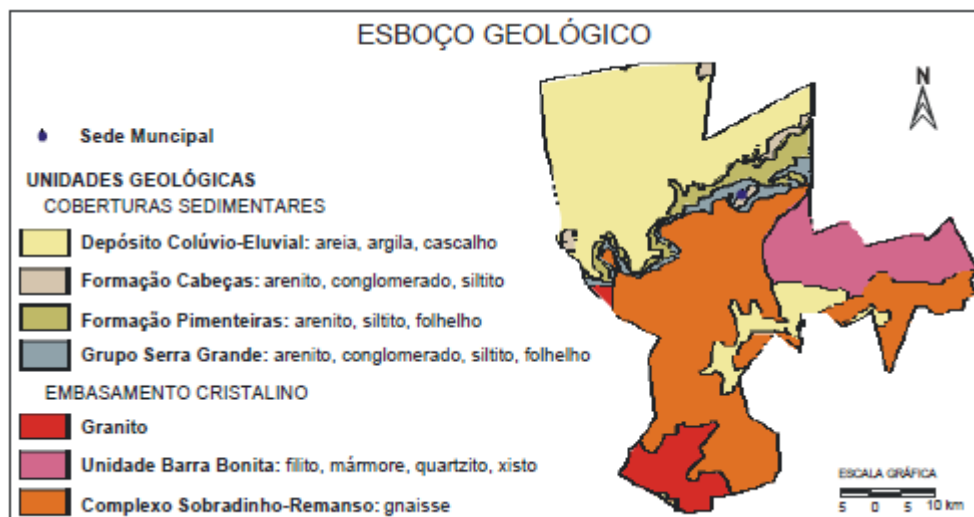 ESBOÇO GEOLÓGICO
N
Sede Muncipal
UNIDADES GEOLÓGICAS
COBERTURAS SEDIMENTARES
Depósito Colúvio-Eluvial: areia, argila, cascalho
Formação Cabeças: arenito, conglomerado, siltito
Formação Pimenteiras: arenito, siltito, folhelho
Grupo Serra Grande: arenito, conglomerado, siltito, folhelho
EMBASAMENTO CRISTALINO
Granito
Unidade Barra Bonita: filito, mármore, quartzito, xisto
Complexo Sobradinho-Remanso: gnaisse
ESCALA GRÁFICA
5 0 5 10 km